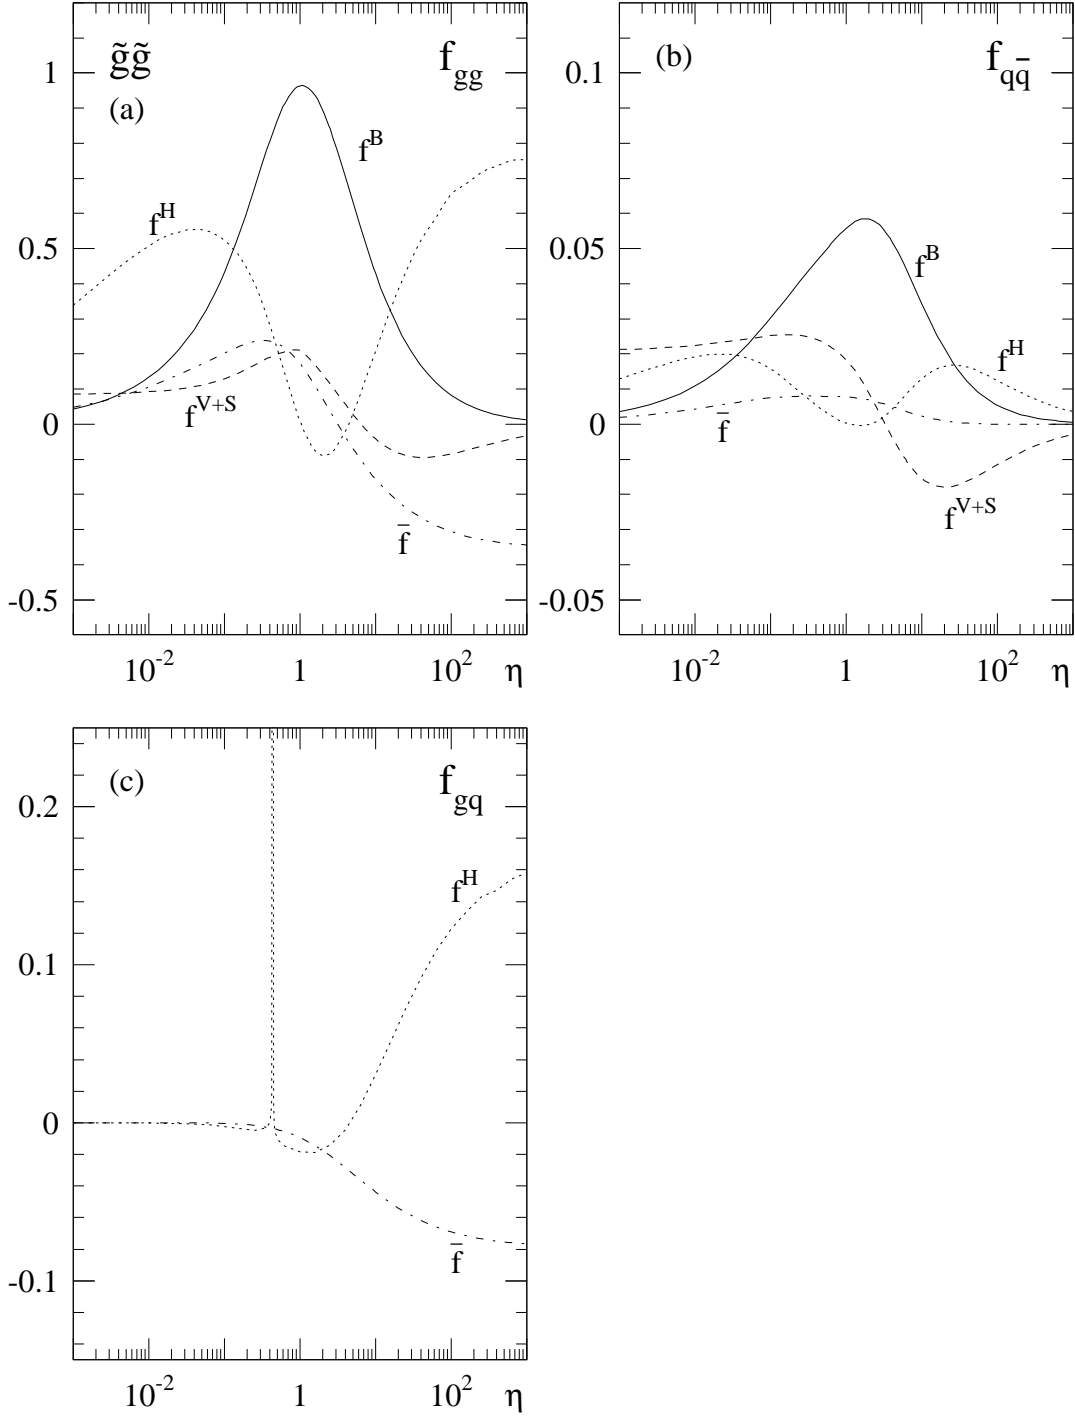 g̃g̃ f_gg
(a)
1
f^B
f^H
0.5
f^V+S
0
f̄
-0.5
10^-2 1 10^2 η
(b) f_qq̄
0.1
0.05
f^B
f^H
f̄
0
f^V+S
-0.05
10^-2 1 10^2 η
(c) f_gq
0.2
f^H
0.1
0
f̄
-0.1
10^-2 1 10^2 η